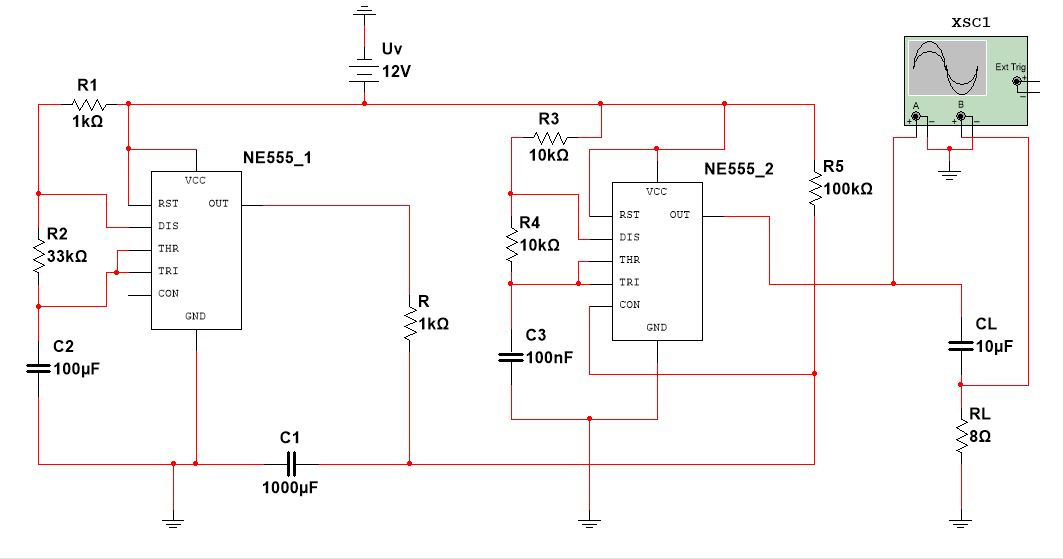 XSC1
Uv
12V
Ext Trig
+
−
A
B
+ −
+ −
R1
1kΩ
R3
10kΩ
NE555_1
NE555_2
R5
100kΩ
VCC
RST OUT
DIS
THR
TRI
CON
GND
VCC
RST OUT
DIS
THR
TRI
CON
GND
R2
33kΩ
R4
10kΩ
R
1kΩ
C2
100µF
C3
100nF
CL
10µF
RL
8Ω
C1
1000µF